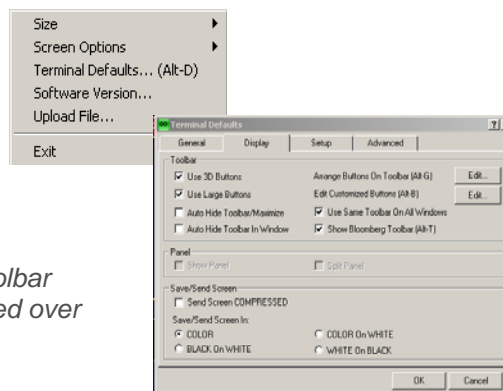 Size
Screen Options
Terminal Defaults... (Alt-D)
Software Version...
Upload File...
Exit
Terminal Defaults
?
General Display Setup Advanced
Toolbar
Use 3D Buttons Arrange Buttons On Toolbar (Alt-G) Edit...
Use Large Buttons Edit Customized Buttons (Alt-B) Edit...
Auto Hide Toolbar/Maximize Use Same Toolbar On All Windows
Auto Hide Toolbar In Window Show Bloomberg Toolbar (Alt-T)
Panel
Show Panel Split Panel
Save/Send Screen
Send Screen COMPRESSED
Save/Send Screen In:
COLOR COLOR On WHITE
BLACK On WHITE WHITE On BLACK
OK Cancel
olbar
ed over